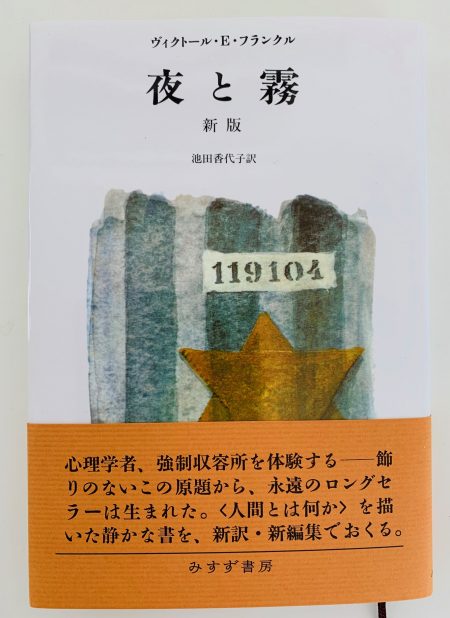 ヴィクトール・E・フランクル
夜と霧
新版
池田香代子訳
119104
心理学者、強制収容所を体験する——飾
りのないこの原題から、永遠のロングセ
ラーは生まれた。〈人間とは何か〉を描
いた静かな書を、新訳・新編集でおくる。
みすず書房